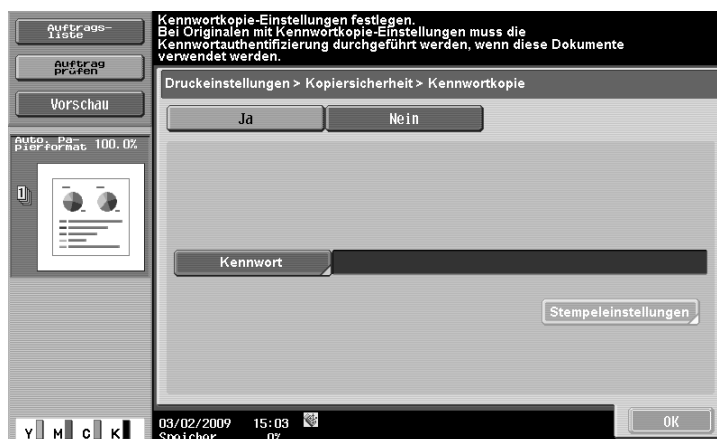 Auftrags-
liste
Auftrag
prüfen
Vorschau
Auto. Pa-
pierformat 100.0%
1
Y M C K
Kennwortkopie-Einstellungen festlegen.
Bei Originalen mit Kennwortkopie-Einstellungen muss die
Kennwortauthentifizierung durchgeführt werden, wenn diese Dokumente
verwendet werden.
Druckeinstellungen > Kopiersicherheit > Kennwortkopie
Ja Nein
Kennwort
Stempeleinstellungen
03/02/2009 15:03
Speicher 0%
OK